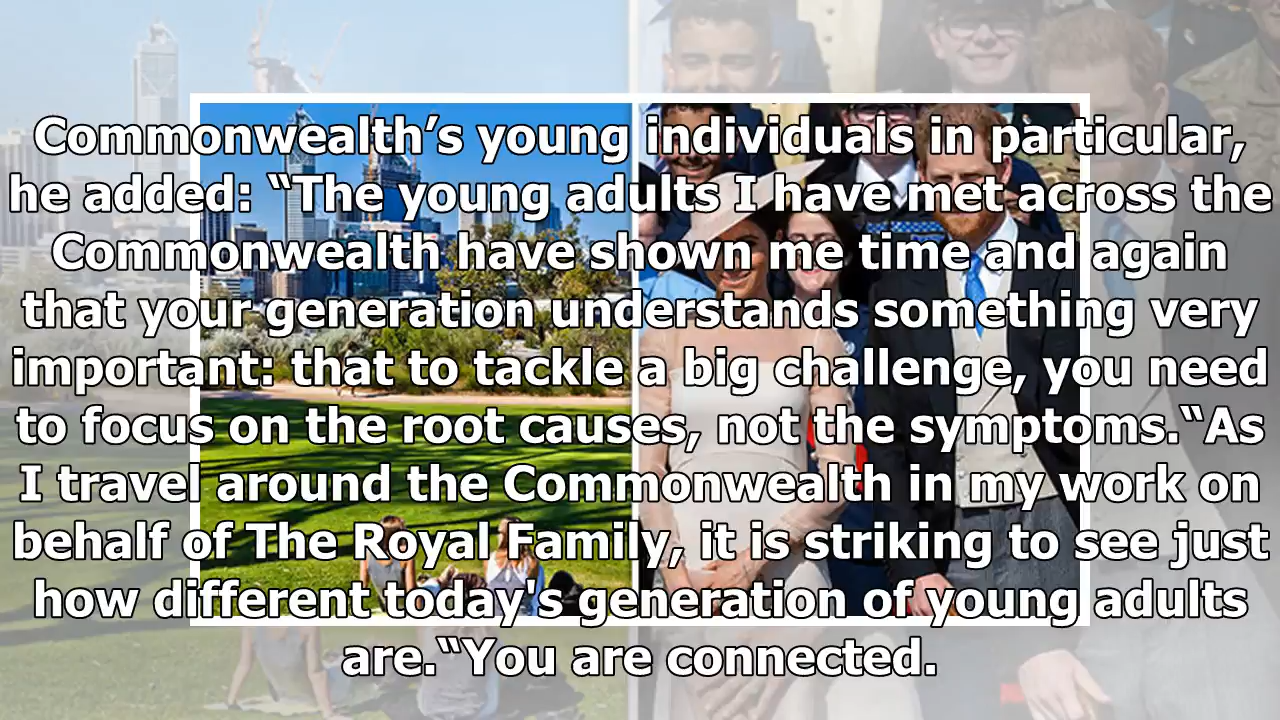 Commonwealth’s young individuals in particular,
he added: “The young adults I have met across the
Commonwealth have shown me time and again
that your generation understands something very
important: that to tackle a big challenge, you need
to focus on the root causes, not the symptoms.“As
I travel around the Commonwealth in my work on
behalf of The Royal Family, it is striking to see just
how different today's generation of young adults
are.“You are connected.